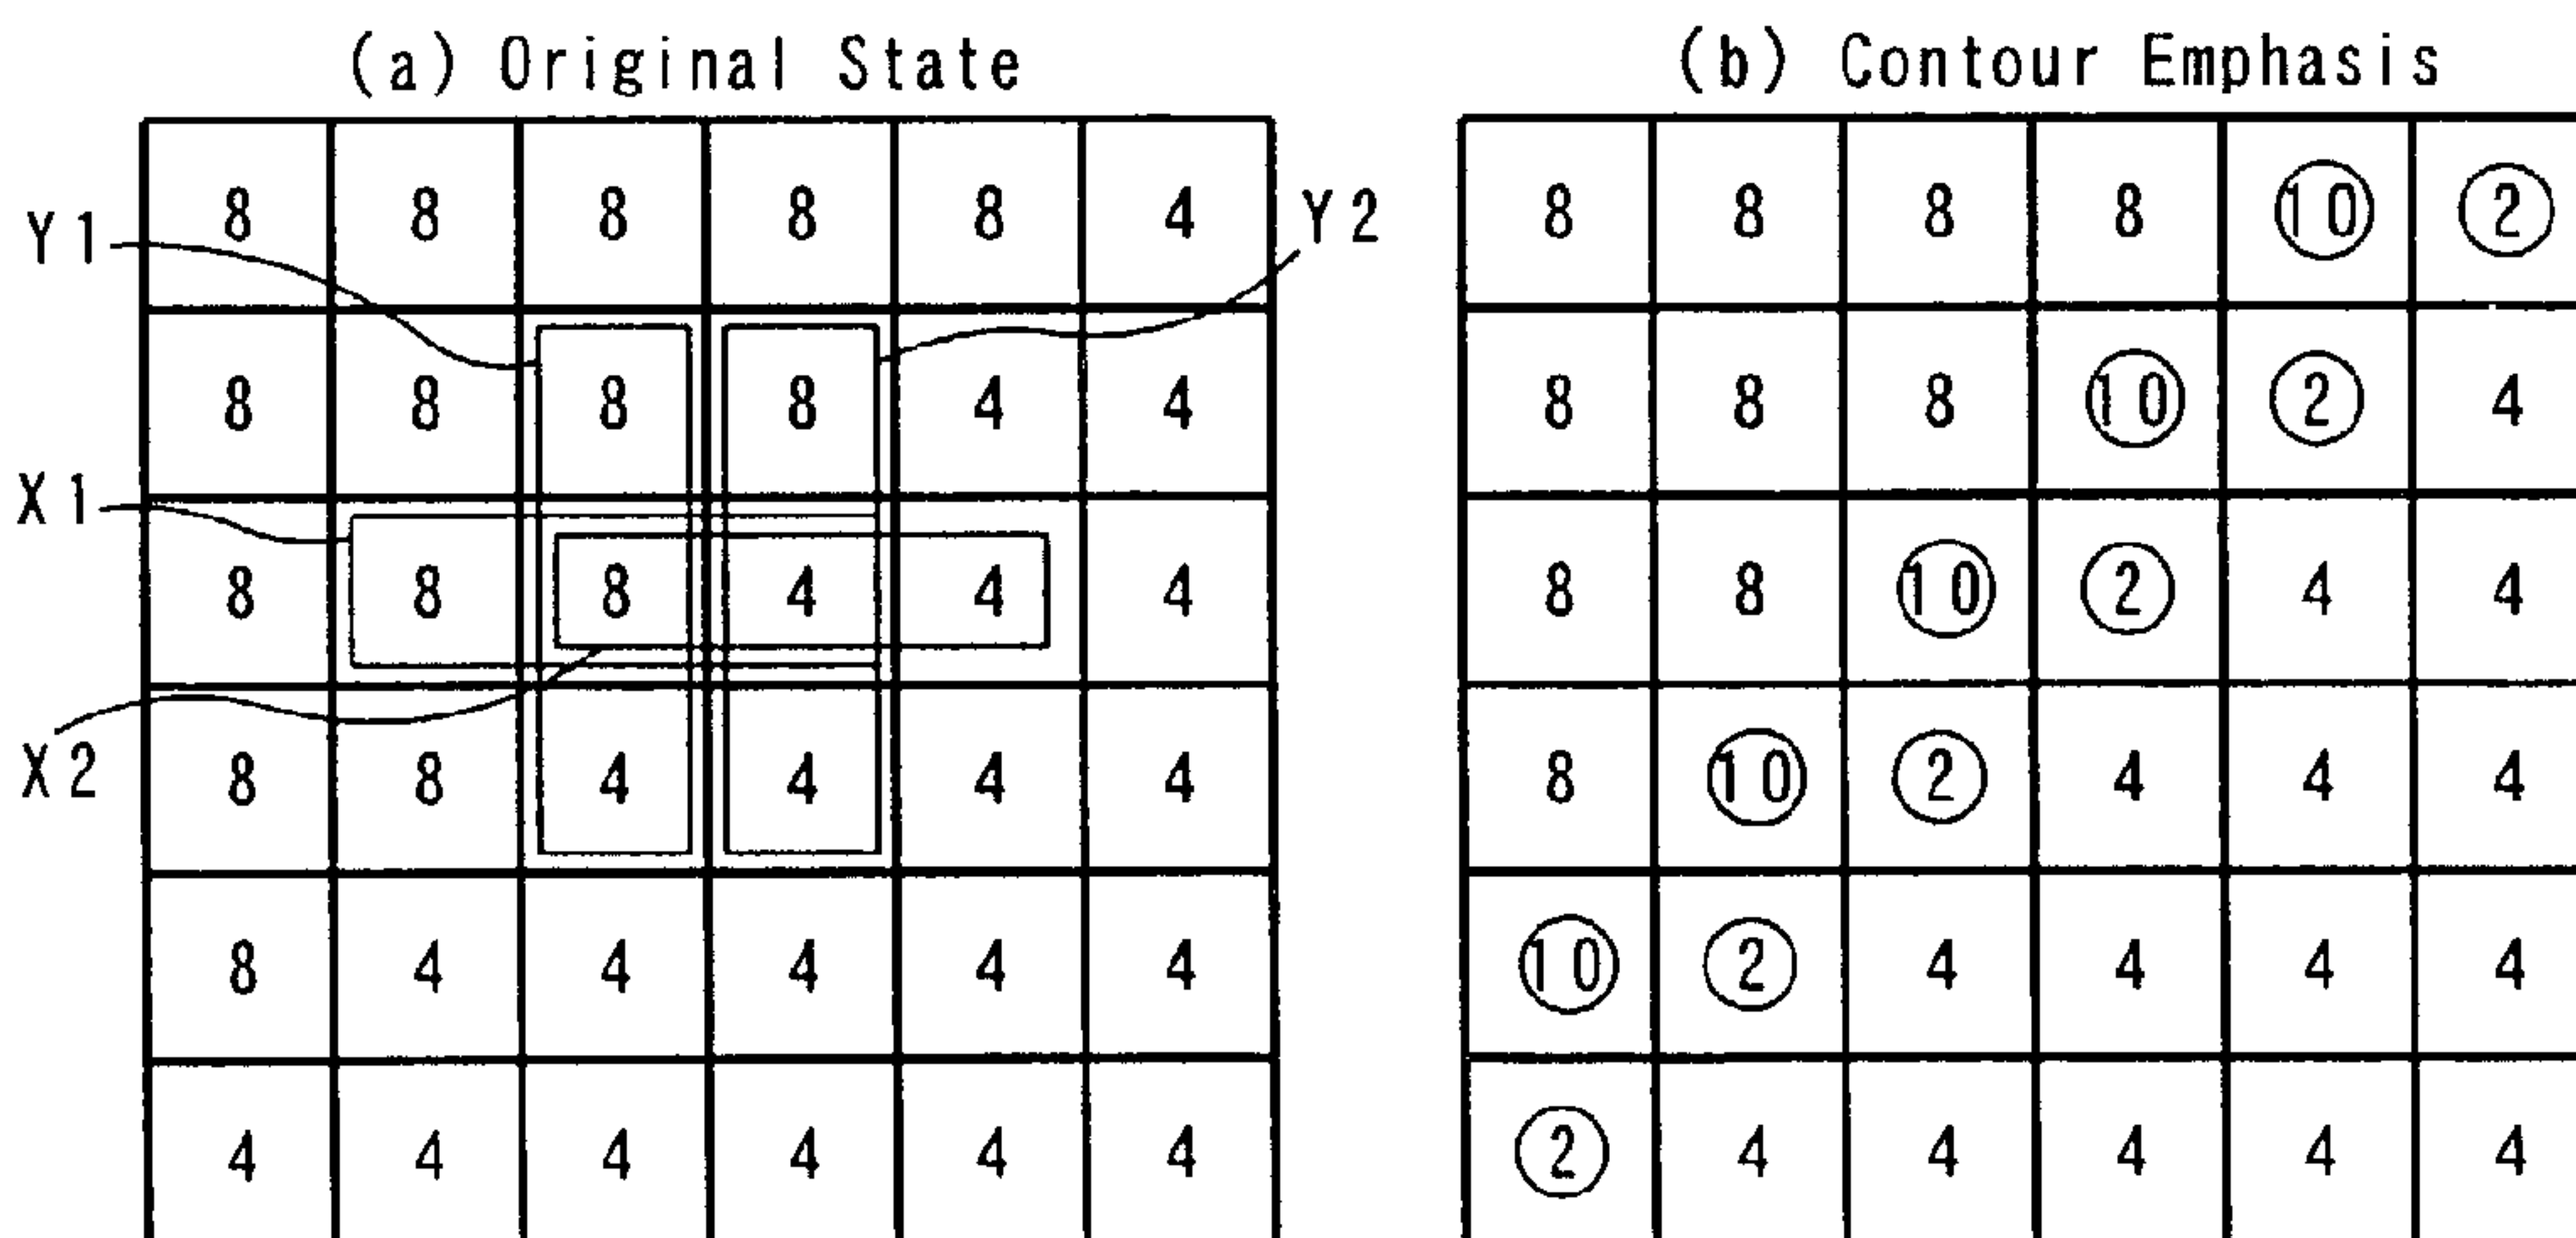 (a) Original State
(b) Contour Emphasis
8 8 8 8 8 4
8 8 8 8 10 2
Y1
Y2
8 8 8 8 4 4
8 8 8 10 2 4
X1
8 8 8 4 4 4
8 8 10 2 4 4
X2
8 8 4 4 4 4
8 10 2 4 4 4
8 4 4 4 4 4
10 2 4 4 4 4
4 4 4 4 4 4
2 4 4 4 4 4